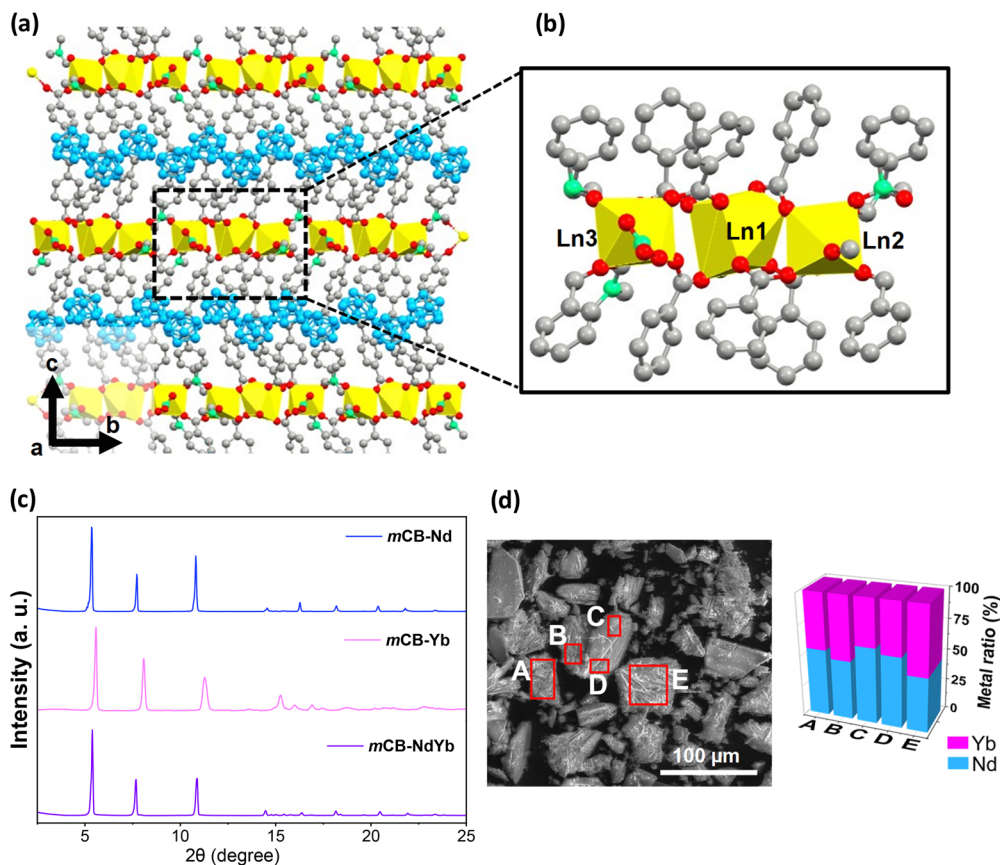 (a)
c
a
b
(b)
Ln3
Ln1
Ln2
(c)
Intensity (a. u.)
mCB-Nd
mCB-Yb
mCB-NdYb
5
10
15
20
25
2θ (degree)
(d)
A
B
C
D
E
100 μm
100
75
50
25
0
Metal ratio (%)
A
B
C
D
E
Yb
Nd